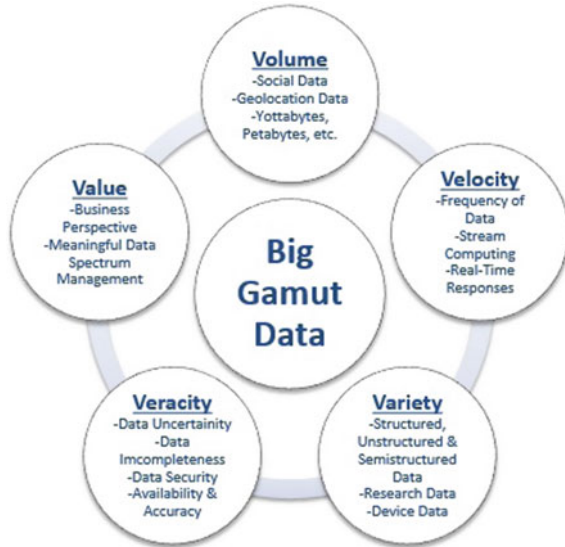 Volume
-Social Data
-Geolocation Data
-Yottabytes,
Petabytes, etc.
Value
-Business
Perspective
-Meaningful Data
Spectrum
Management
Velocity
-Frequency of
Data
-Stream
Computing
-Real-Time
Responses
Big
Gamut
Data
Veracity
-Data Uncertainity
-Data
Imcompleteness
-Data Security
-Availability &
Accuracy
Variety
-Structured,
Unstructured &
Semistructured
Data
-Research Data
-Device Data